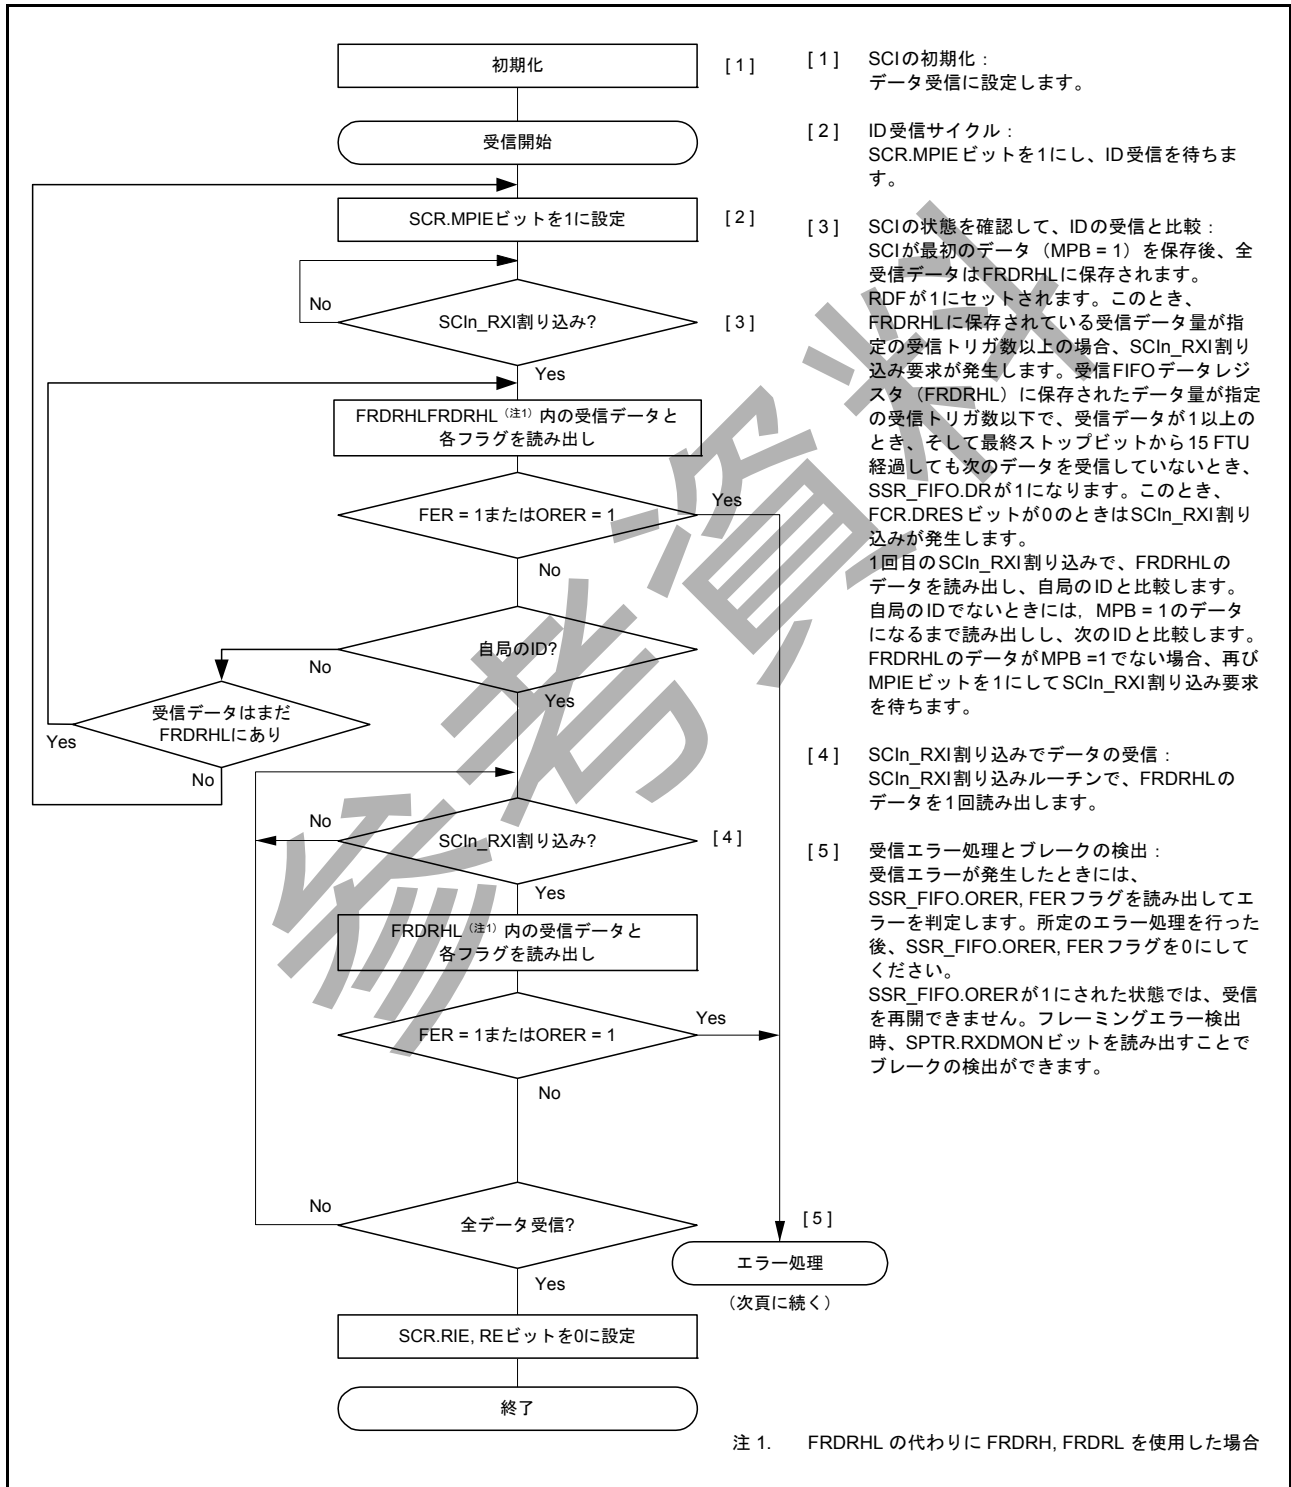 初期化
[ 1 ]
受信開始
SCR.MPIEビットを1に設定
[ 2 ]
No
SCIn_RXI割り込み?
[ 3 ]
Yes
FRDRHLFRDRHL（注1）内の受信データと
各フラグを読み出し
Yes
FER = 1またはORER = 1
No
自局のID?
No
Yes
受信データはまだ
FRDRHLにあり
Yes
No
No
SCIn_RXI割り込み?
[ 4 ]
Yes
FRDRHL（注1）内の受信データと
各フラグを読み出し
Yes
FER = 1またはORER = 1
No
No
全データ受信?
[ 5 ]
エラー処理
（次頁に続く）
Yes
SCR.RIE, REビットを0に設定
終了
[ 1 ] SCIの初期化：
データ受信に設定します。
[ 2 ] ID受信サイクル：
SCR.MPIEビットを1にし、ID受信を待ちま
す。
[ 3 ] SCIの状態を確認して、IDの受信と比較：
SCIが最初のデータ（MPB = 1）を保存後、全
受信データはFRDRHLに保存されます。
RDFが1にセットされます。このとき、
FRDRHLに保存されている受信データ量が指
定の受信トリガ数以上の場合、SCIn_RXI割り
込み要求が発生します。受信FIFOデータレジ
スタ（FRDRHL）に保存されたデータ量が指定
の受信トリガ数以下で、受信データが1以上の
とき、そして最終ストップビットから15 FTU
経過しても次のデータを受信していないとき、
SSR_FIFO.DRが1になります。このとき、
FCR.DRESビットが0のときはSCIn_RXI割り
込みが発生します。
1回目のSCIn_RXI割り込みで、FRDRHLの
データを読み出し、自局のIDと比較します。
自局のIDでないときには，MPB = 1のデータ
になるまで読み出しし、次のIDと比較します。
FRDRHLのデータがMPB =1でない場合、再び
MPIEビットを1にしてSCIn_RXI割り込み要求
を待ちます。
[ 4 ] SCIn_RXI割り込みでデータの受信：
SCIn_RXI割り込みルーチンで、FRDRHLの
データを1回読み出します。
[ 5 ] 受信エラー処理とブレークの検出：
受信エラーが発生したときには、
SSR_FIFO.ORER, FERフラグを読み出してエ
ラーを判定します。所定のエラー処理を行った
後、SSR_FIFO.ORER, FERフラグを0にして
ください。
SSR_FIFO.ORERが1にされた状態では、受信
を再開できません。フレーミングエラー検出
時、SPTR.RXDMONビットを読み出すことで
ブレークの検出ができます。
注 1. FRDRHL の代わりに FRDRH, FRDRL を使用した場合
参考資料